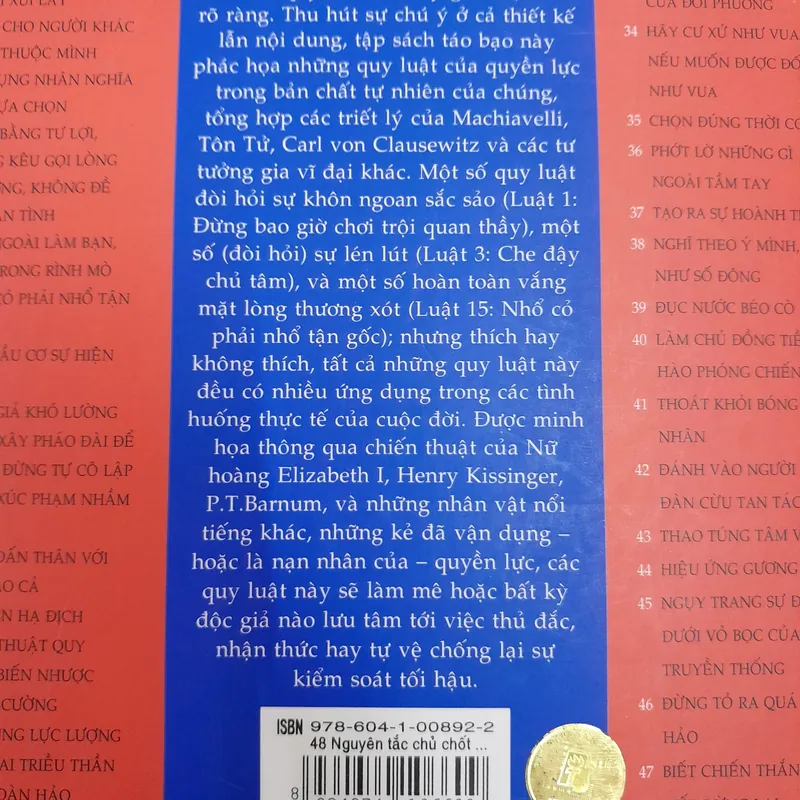 CHO NGƯỜI KHÁC
THUỘC MÌNH
ỤNG NHÂN NGHĨA
ỰA CHỌN
BẰNG TƯ LỢI,
KÊU GỌI LÒNG
KHÔNG ĐỀ
NGOÀI LÀM BẠN,
TRONG RÌNH MÒ
CỎ PHẢI NHỔ TẬN
ẦU CƠ SỰ HIỆN
GIẢ KHÓ LƯỜNG
XÂY PHÁO ĐÀI ĐỂ
ĐỪNG TỰ CÔ LẬP
XÚC PHẠM NHẦM
DẤN THÂN VỚI
CẢ
HẠ ĐỊCH
THUẬT QUY
BIẾN NHƯỢC
CƯỜNG
LỰC LƯỢNG
TRIỀU THẦN
HẢO
rõ ràng. Thu hút sự chú ý ở cả thiết kế
lẫn nội dung, tập sách táo bạo này
phác họa những quy luật của quyền lực
trong bản chất tự nhiên của chúng,
tổng hợp các triết lý của Machiavelli,
Tôn Tử, Carl von Clausewitz và các tư
tưởng gia vĩ đại khác. Một số quy luật
đòi hỏi sự khôn ngoan sắc sảo (Luật 1:
Đừng bao giờ chơi trội quan thầy), một
số (đòi hỏi) sự lén lút (Luật 3: Che đậy
chủ tâm), và một số hoàn toàn vắng
mặt lòng thương xót (Luật 15: Nhổ cỏ
phải nhổ tận gốc); nhưng thích hay
không thích, tất cả những quy luật này
đều có nhiều ứng dụng trong các tình
huống thực tế của cuộc đời. Được minh
họa thông qua chiến thuật của Nữ
hoàng Elizabeth I, Henry Kissinger,
P.T.Barnum, và những nhân vật nổi
tiếng khác, những kẻ đã vận dụng –
hoặc là nạn nhân của – quyền lực, các
quy luật này sẽ làm mê hoặc bất kỳ
độc giả nào lưu tâm tới việc thủ đắc,
nhận thức hay tự vệ chống lại sự
kiểm soát tối hậu.
ISBN 978-604-1-00892-2
48 Nguyên tắc chủ chốt ...
CỦA ĐỐI PHƯƠNG
34 HÃY CƯ XỬ NHƯ VUA
NẾU MUỐN ĐƯỢC ĐỐ
NHƯ VUA
35 CHỌN ĐÚNG THỜI CƠ
36 PHỚT LỜ NHỮNG GÌ
NGOÀI TẦM TAY
37 TẠO RA SỰ HOÀNH T
38 NGHĨ THEO Ý MÌNH,
NHƯ SỐ ĐÔNG
39 ĐỤC NƯỚC BÉO CÒ
40 LÀM CHỦ ĐỒNG TIỀ
HÀO PHÓNG CHIẾN
41 THOÁT KHỎI BÓNG
NHÂN
42 ĐÁNH VÀO NGƯỜI
ĐÀN CỪU TAN TÁC
43 THAO TÚNG TÂM
44 HIỆU ỨNG GƯƠNG
45 NGỤY TRANG SỰ Đ
DƯỚI VỎ BỌC CỦA
TRUYỀN THỐNG
46 ĐỪNG TỎ RA QUÁ
HẢO
47 BIẾT CHIẾN THẮN